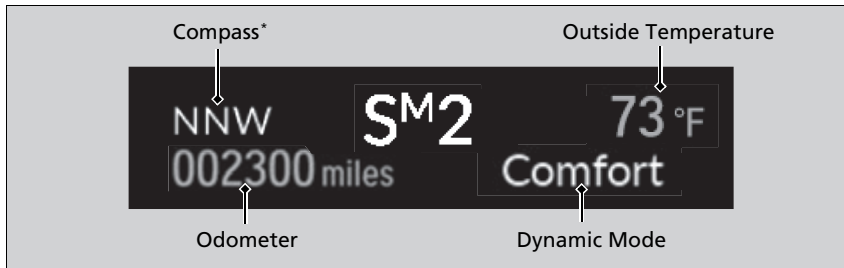 Compass* Outside Temperature
NNW SM2 73 °F
002300 miles Comfort
Odometer Dynamic Mode